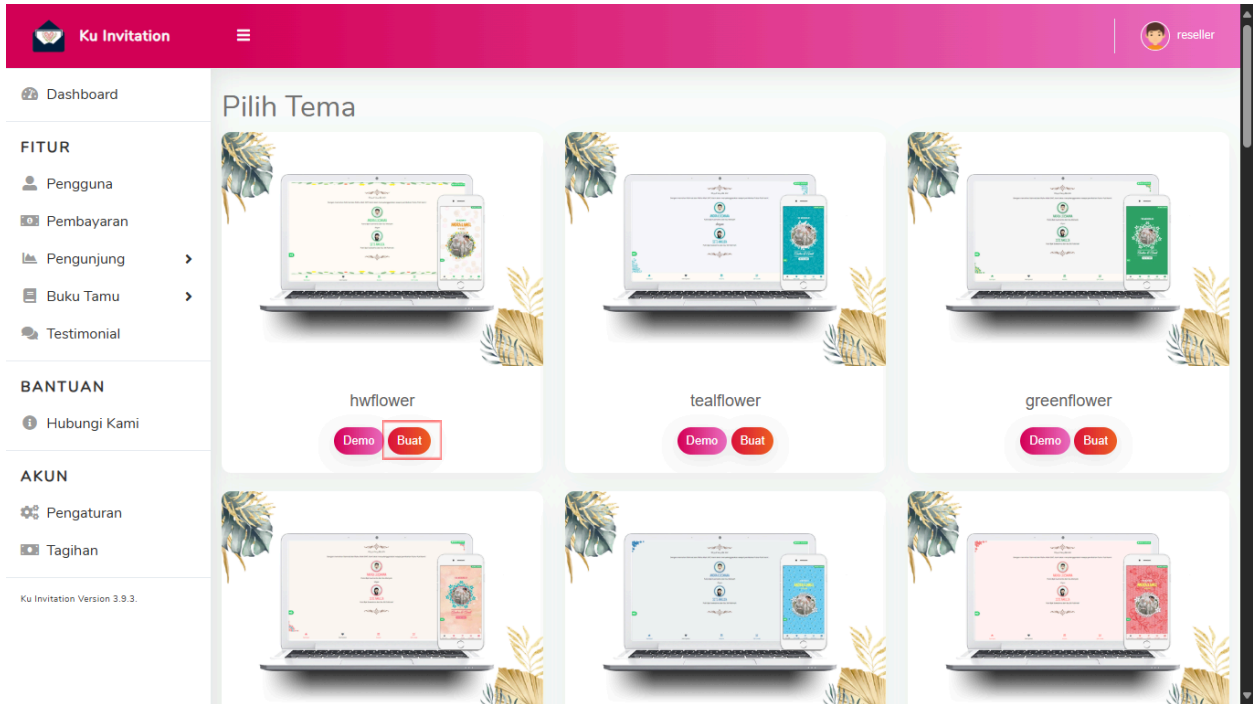 Ku Invitation
reseller
Dashboard
FITUR
Pengguna
Pembayaran
Pengunjung
Buku Tamu
Testimonial
BANTUAN
Hubungi Kami
AKUN
Pengaturan
Tagihan
Ku Invitation Version 3.9.3.
Pilih Tema
hwflower
Demo Buat
tealflower
Demo Buat
greenflower
Demo Buat